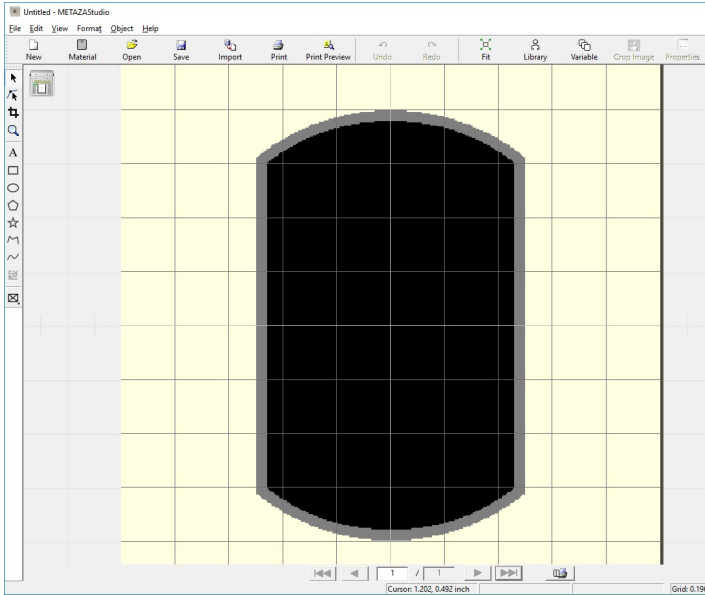 Untitled - METAZAStudio
File Edit View Format Object Help
New Material Open Save Import Print Print Preview Undo Redo Fit Library Variable Crop Image Properties
A
1 / 1
Cursor: 1.202, 0.492 inch Grid: 0.196